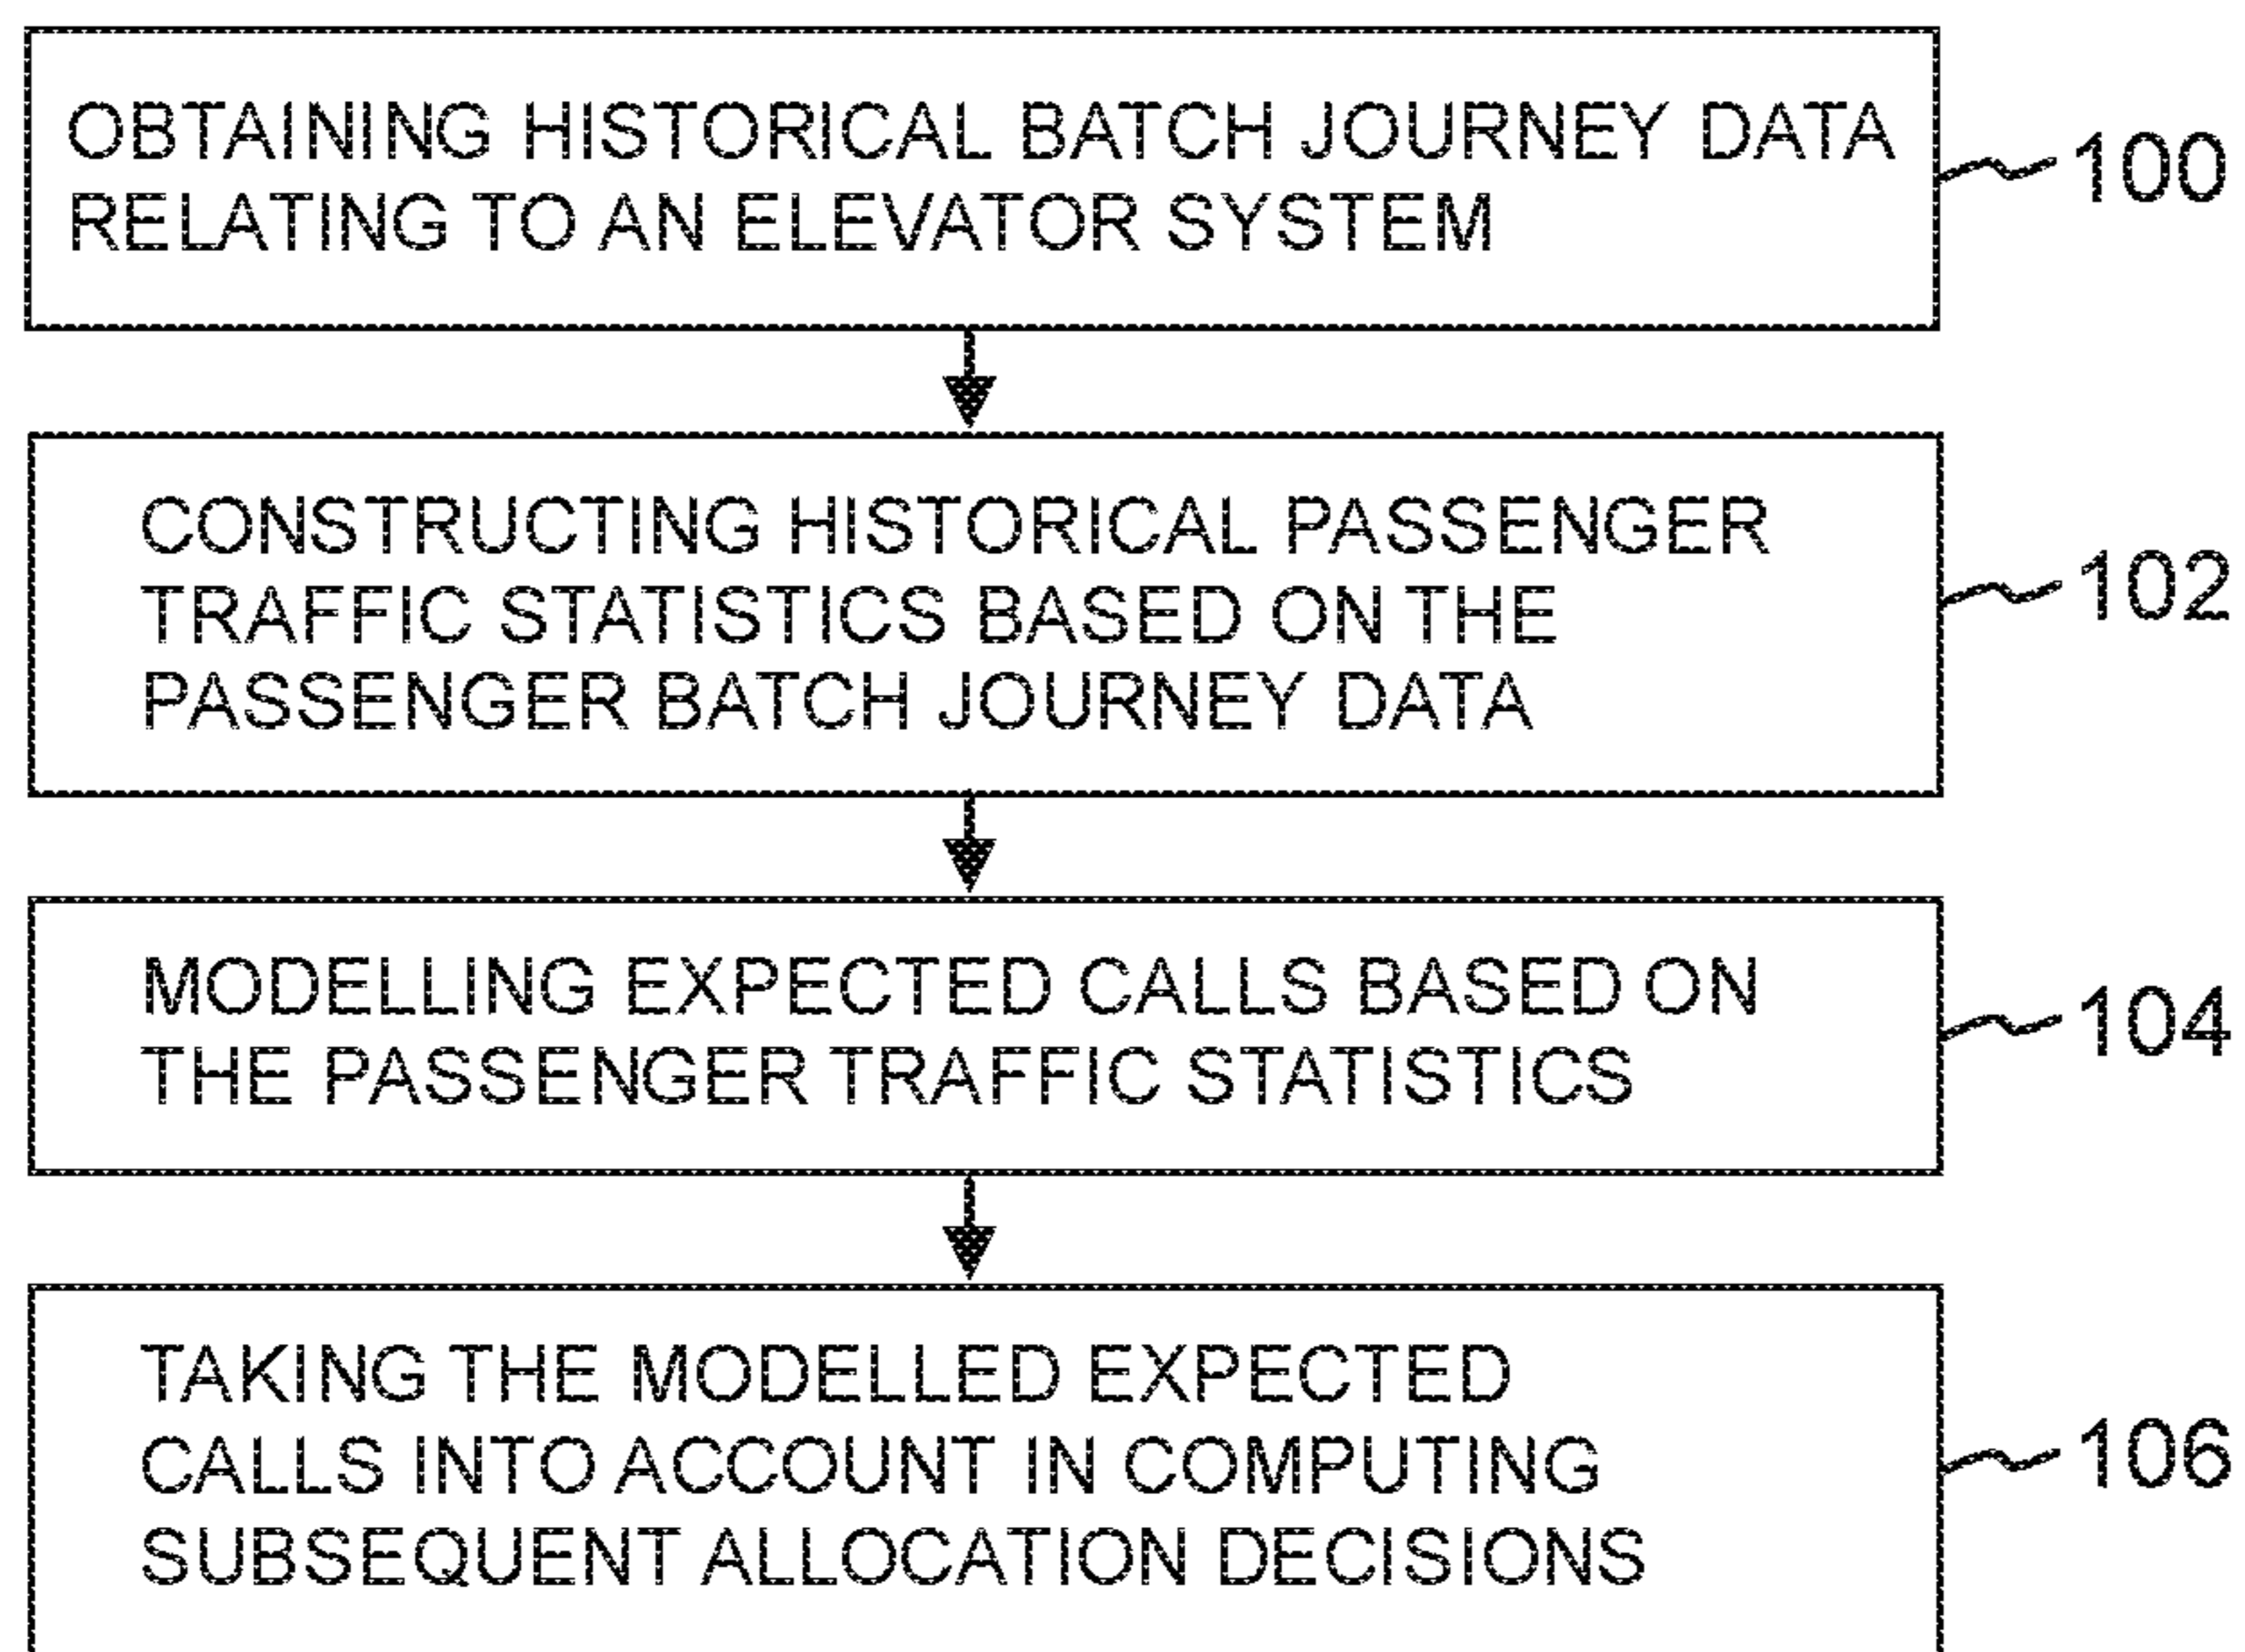 OBTAINING HISTORICAL BATCH JOURNEY DATA
RELATING TO AN ELEVATOR SYSTEM
100
CONSTRUCTING HISTORICAL PASSENGER
TRAFFIC STATISTICS BASED ON THE
PASSENGER BATCH JOURNEY DATA
102
MODELLING EXPECTED CALLS BASED ON
THE PASSENGER TRAFFIC STATISTICS
104
TAKING THE MODELLED EXPECTED
CALLS INTO ACCOUNT IN COMPUTING
SUBSEQUENT ALLOCATION DECISIONS
106